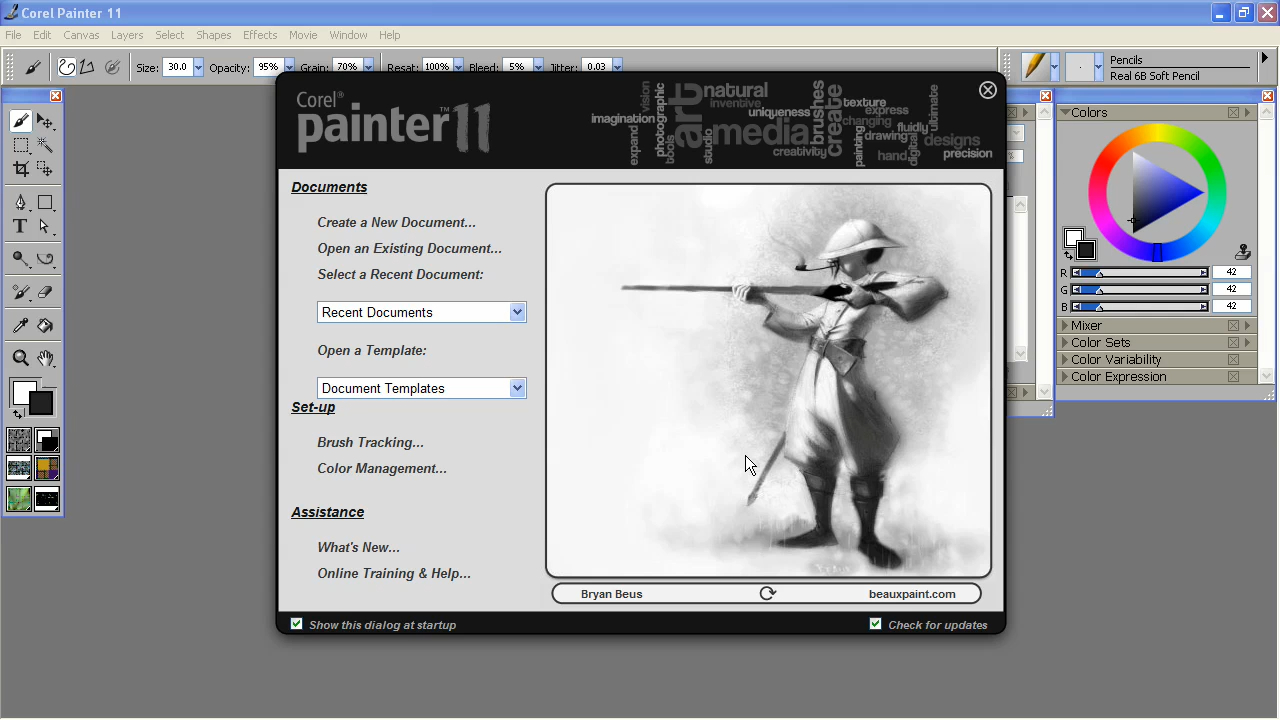 Corel Painter 11
File Edit Canvas Layers Select Shapes Effects Movie Window Help
Size: 30.0 Opacity: 95% Grain: 70% Resat: 100% Bleed: 5% Jitter: 0.03
Pencils
Real 6B Soft Pencil
Corel®
painter™11
imagination
vision
expand
photographic
tools
art
studio
natural
inventive
uniqueness
media
creativity
brushes
create
texture
express
changing
painting
drawing
fluidly
hand
digital
ultimate
designs
precision
Documents
Create a New Document...
Open an Existing Document...
Select a Recent Document:
Recent Documents
Open a Template:
Document Templates
Set-up
Brush Tracking...
Color Management...
Assistance
What's New...
Online Training & Help...
Bryan Beus beauxpaint.com
Show this dialog at startup Check for updates
Colors
R 42
G 42
B 42
Mixer
Color Sets
Color Variability
Color Expression